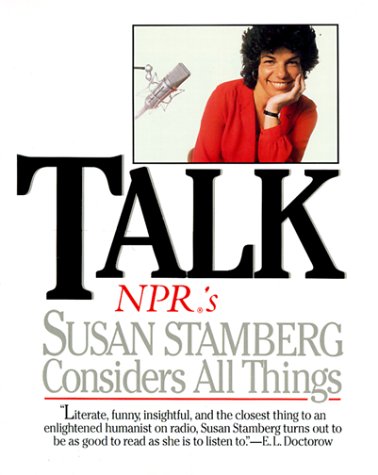 TALK
NPR®'s
SUSAN STAMBERG
Considers All Things
"Literate, funny, insightful, and the closest thing to an
enlightened humanist on radio, Susan Stamberg turns out to
be as good to read as she is to listen to."—E. L. Doctorow